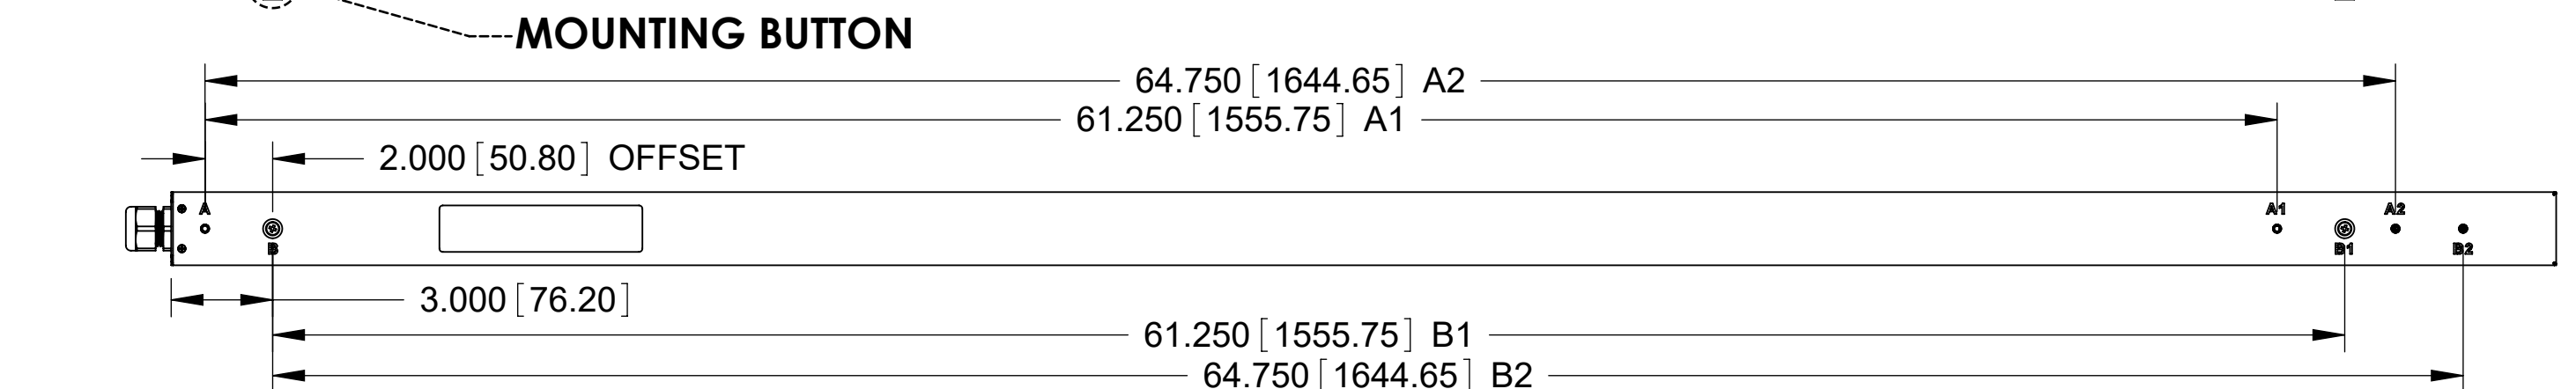 MOUNTING BUTTON
64.750 [1644.65] A2
61.250 [1555.75] A1
2.000 [50.80] OFFSET
A
A1
A2
B
B1
B2
3.000 [76.20]
61.250 [1555.75] B1
64.750 [1644.65] B2